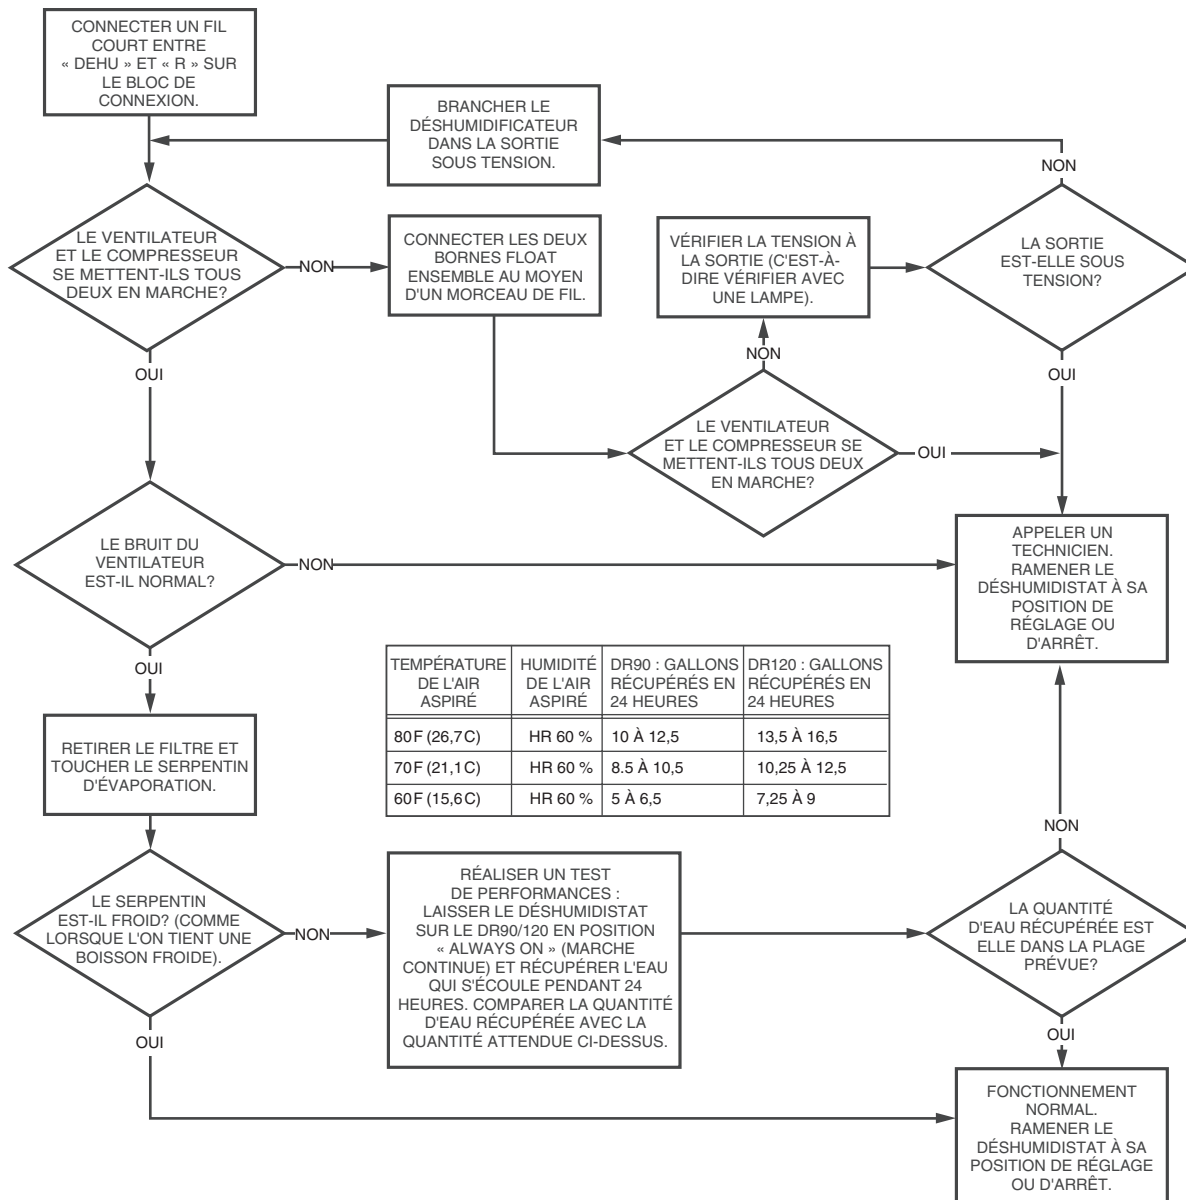 CONNECTER UN FIL
COURT ENTRE
« DEHU » ET « R » SUR
LE BLOC DE
CONNEXION.
BRANCHER LE
DÉSHUMIDIFICATEUR
DANS LA SORTIE
SOUS TENSION.
NON
LE VENTILATEUR
ET LE COMPRESSEUR
SE METTENT-ILS TOUS
DEUX EN MARCHE?
NON
CONNECTER LES DEUX
BORNES FLOAT
ENSEMBLE AU MOYEN
D'UN MORCEAU DE FIL.
VÉRIFIER LA TENSION À
LA SORTIE (C'EST-À-
DIRE VÉRIFIER AVEC
UNE LAMPE).
LA SORTIE
EST-ELLE SOUS
TENSION?
NON
OUI
OUI
LE VENTILATEUR
ET LE COMPRESSEUR SE
METTENT-ILS TOUS DEUX
EN MARCHE?
OUI
LE BRUIT DU
VENTILATEUR
EST-IL NORMAL?
NON
APPELER UN
TECHNICIEN.
RAMENER LE
DÉSHUMIDISTAT À SA
POSITION DE
RÉGLAGE OU
D'ARRÊT.
OUI
TEMPÉRATURE
DE L'AIR
ASPIRÉ
HUMIDITÉ
DE L'AIR
ASPIRÉ
DR90 : GALLONS
RÉCUPÉRÉS EN
24 HEURES
DR120 : GALLONS
RÉCUPÉRÉS EN
24 HEURES
80 F (26,7 C) HR 60 % 10 À 12,5 13,5 À 16,5
70 F (21,1 C) HR 60 % 8.5 À 10,5 10,25 À 12,5
60 F (15,6 C) HR 60 % 5 À 6,5 7,25 À 9
RETIRER LE FILTRE ET
TOUCHER LE SERPENTIN
D'ÉVAPORATION.
NON
LE SERPENTIN
EST-IL FROID? (COMME
LORSQUE L'ON TIENT UNE
BOISSON FROIDE).
NON
RÉALISER UN TEST
DE PERFORMANCES :
LAISSER LE DÉSHUMIDISTAT
SUR LE DR90/120 EN POSITION
« ALWAYS ON » (MARCHE
CONTINUE) ET RÉCUPÉRER L'EAU
QUI S'ÉCOULE PENDANT 24
HEURES. COMPARER LA QUANTITÉ
D'EAU RÉCUPÉRÉE AVEC LA
QUANTITÉ ATTENDUE CI-DESSUS.
LA QUANTITÉ
D'EAU RÉCUPÉRÉE EST
ELLE DANS LA PLAGE
PRÉVUE?
OUI
OUI
FONCTIONNEMENT
NORMAL.
RAMENER LE
DÉSHUMIDISTAT À SA
POSITION DE RÉGLAGE
OU D'ARRÊT.